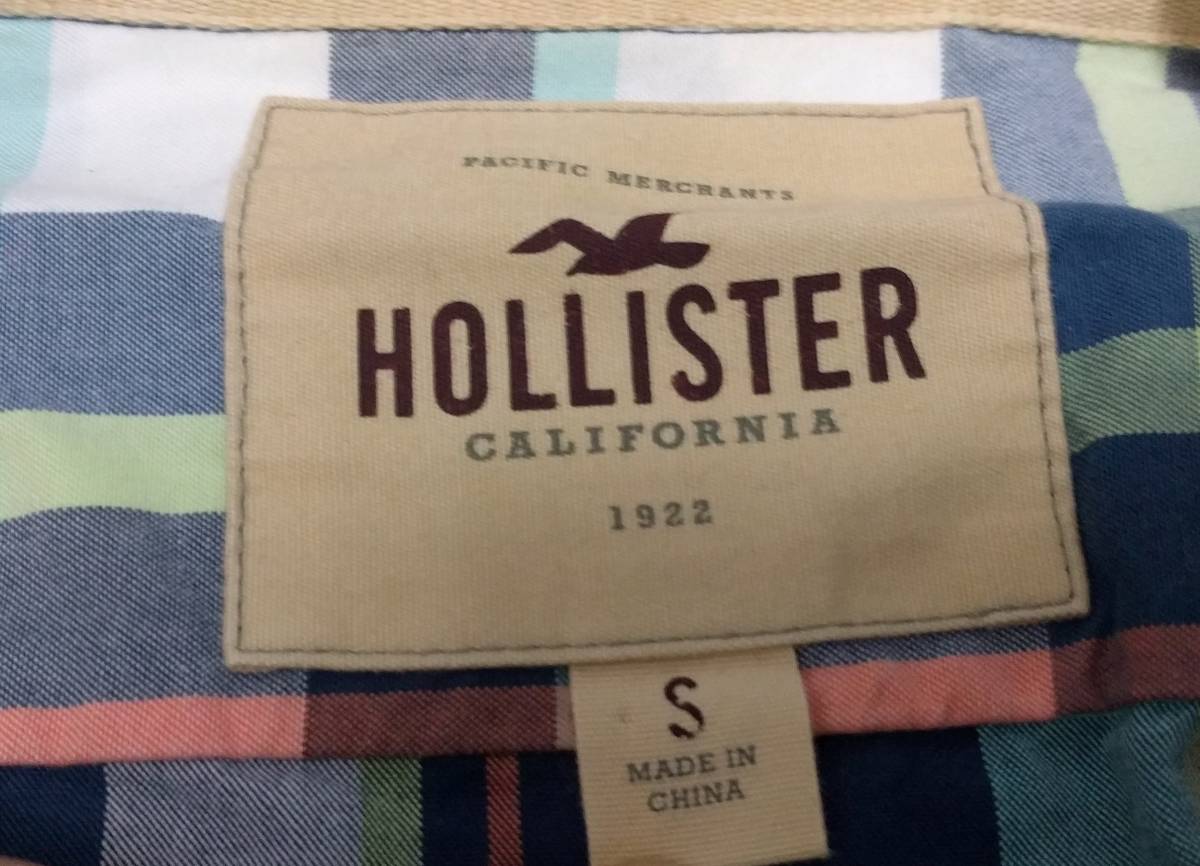 PACIFIC MERCHANTS
HOLLISTER
CALIFORNIA
1922
S
MADE IN
CHINA